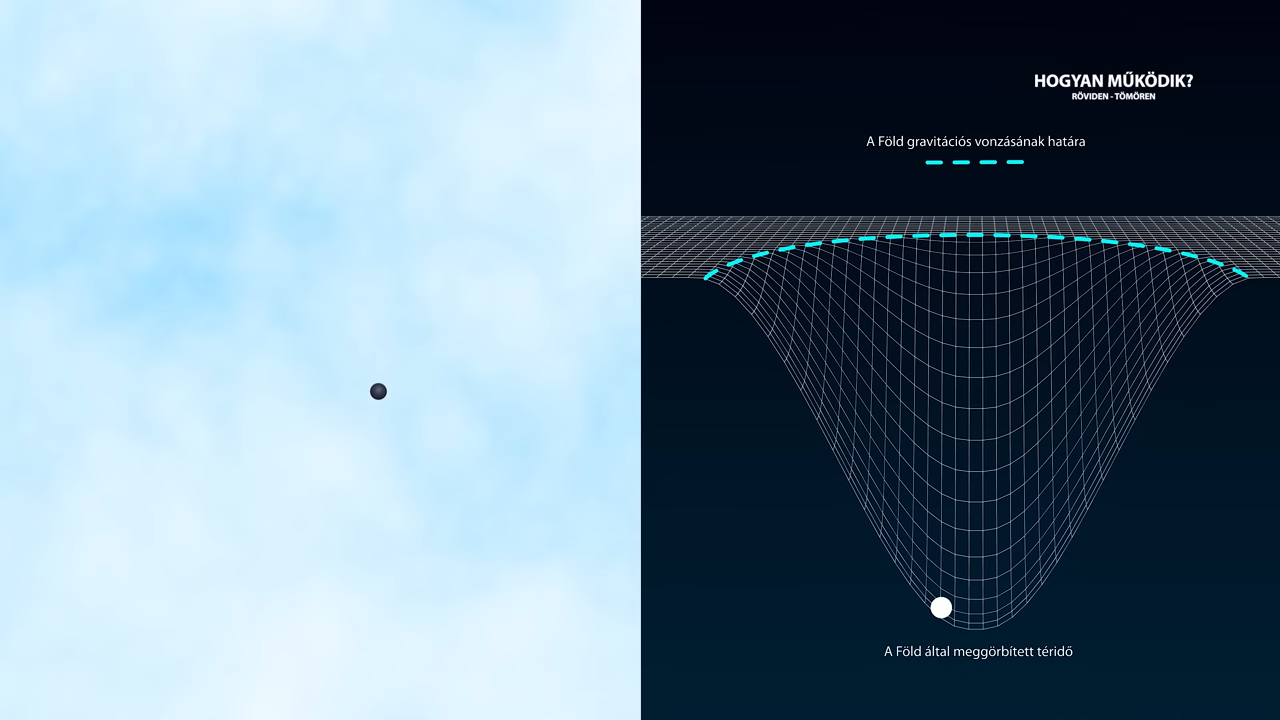 HOGYAN MŰKÖDIK?
RÖVIDEN - TÖMÖREN
A Föld gravitációs vonzásának határa
A Föld által meggörbített téridő